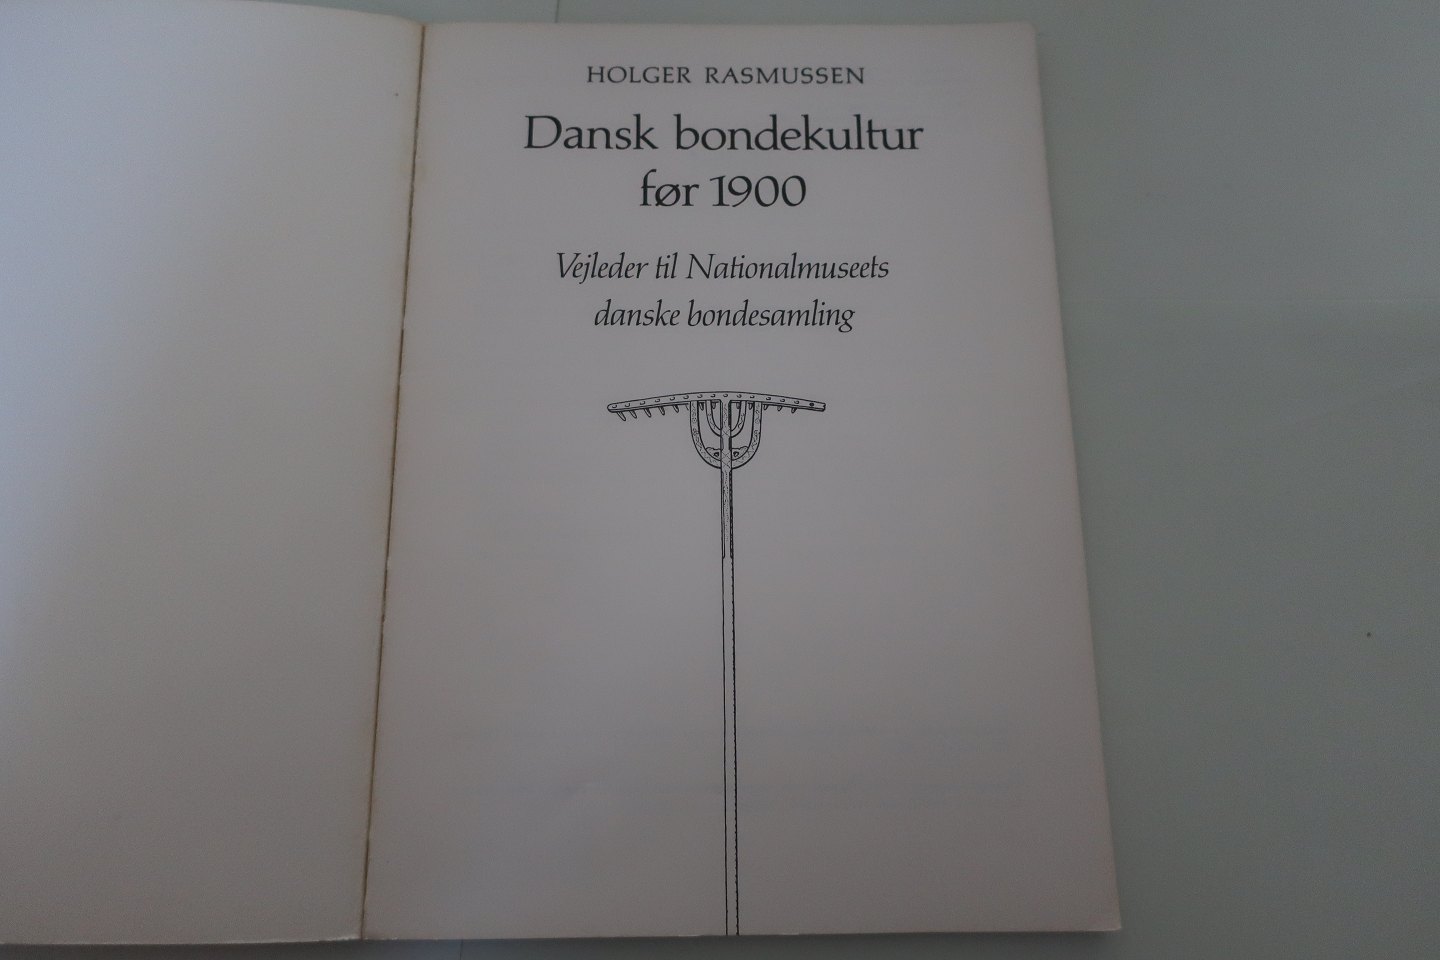 HOLGER RASMUSSEN
Dansk bondekultur
før 1900
Vejleder til Nationalmuseets
danske bondesamling